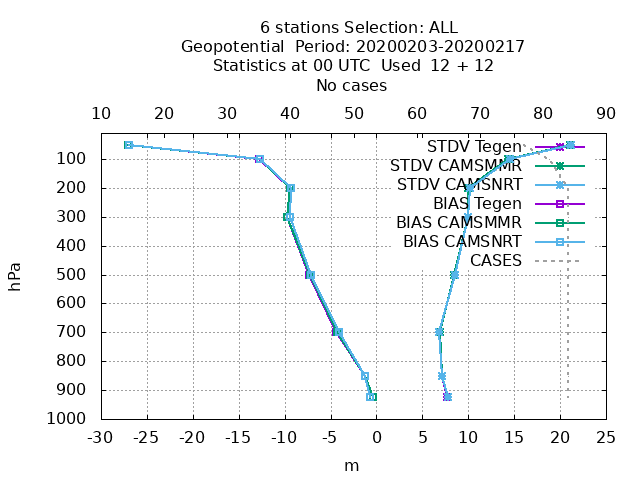 6 stations Selection: ALL
Geopotential  Period: 20200203-20200217
Statistics at 00 UTC  Used  12 + 12
No cases
10 20 30 40 50 60 70 80 90
STDV Tegen
STDV CAMSMMR
STDV CAMSNRT
BIAS Tegen
BIAS CAMSMMR
BIAS CAMSNRT
CASES
100
200
300
400
500
600
700
800
900
1000
hPa
-30 -25 -20 -15 -10 -5 0 5 10 15 20 25
m